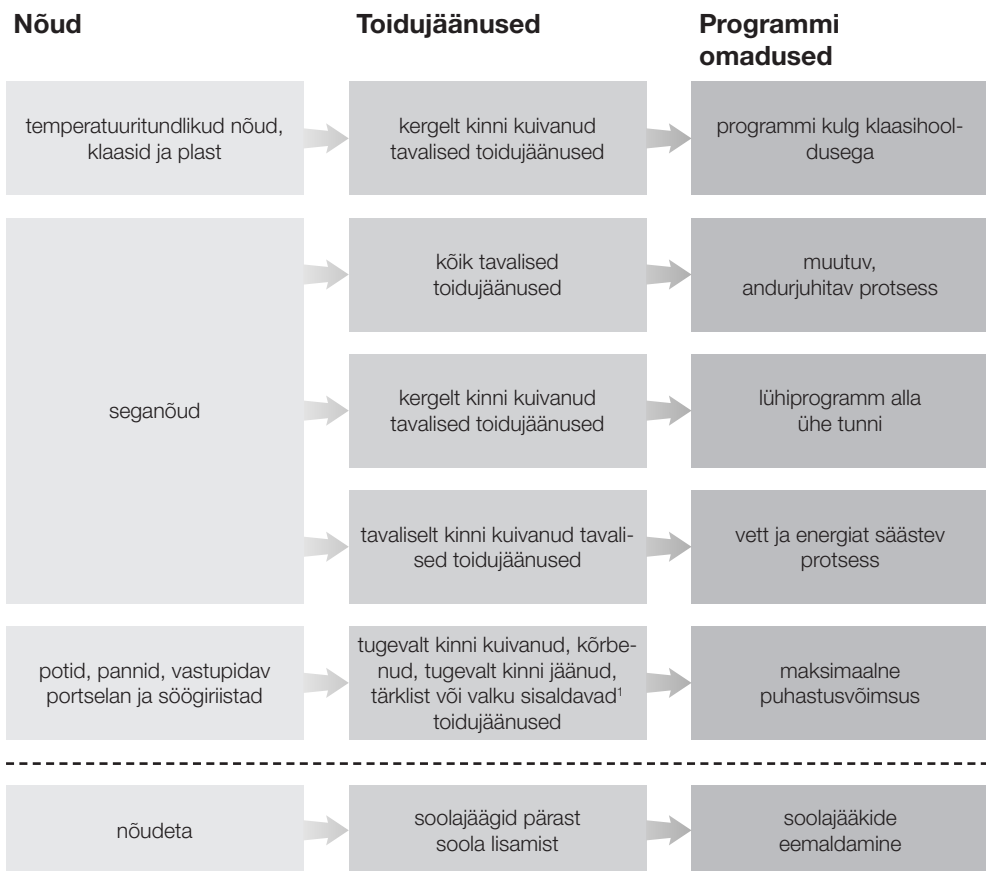 Nõud
Toidujäänused
Programmi
omadused
temperatuuritundlikud nõud,
klaasid ja plast
kergelt kinni kuivanud
tavalised toidujäänused
programmi kulg klaasihool-
dusega
seganõud
kõik tavalised
toidujäänused
muutuv,
andurjuhitav protsess
kergelt kinni kuivanud
tavalised toidujäänused
lühiprogramm alla
ühe tunni
tavaliselt kinni kuivanud tavali-
sed toidujäänused
vett ja energiat säästev
protsess
potid, pannid, vastupidav
portselan ja söögiriistad
tugevalt kinni kuivanud, kõrbe-
nud, tugevalt kinni jäänud,
tärklist või valku sisaldavad¹
toidujäänused
maksimaalne
puhastusvõimsus
nõudeta
soolajäägid pärast
soola lisamist
soolajääkide
eemaldamine